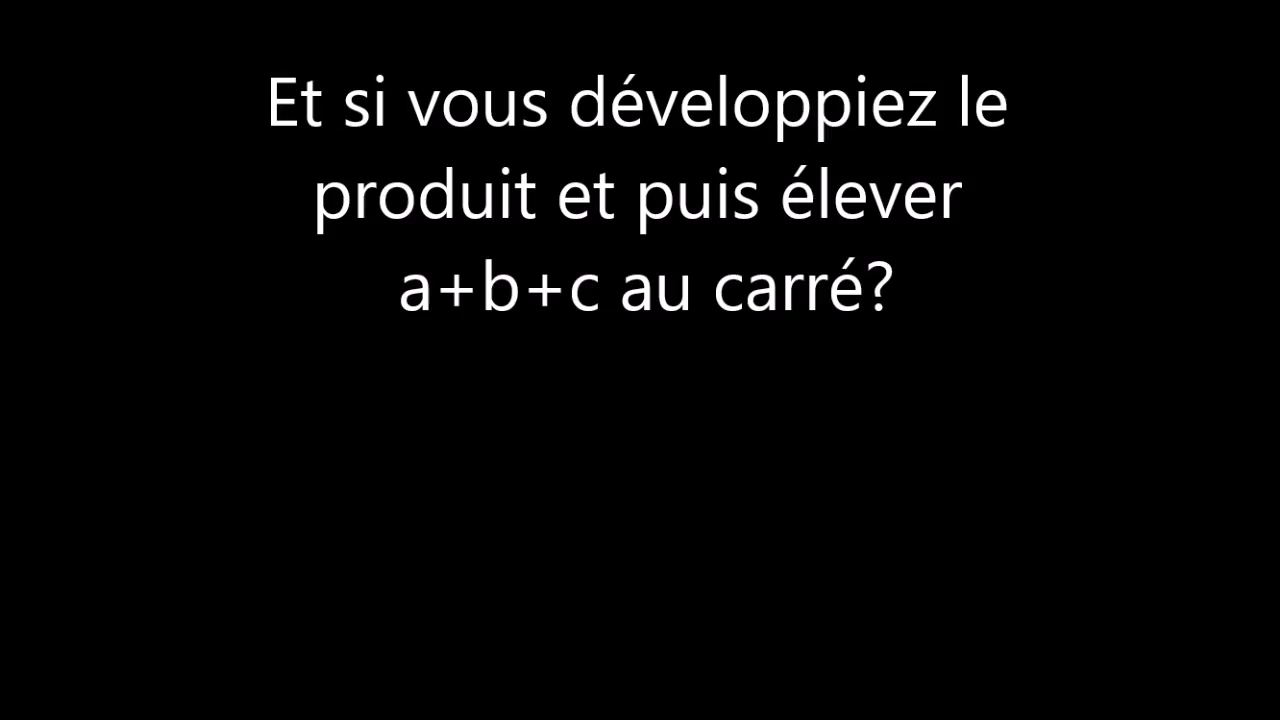 Et si vous développiez le
produit et puis élever
a+b+c au carré?